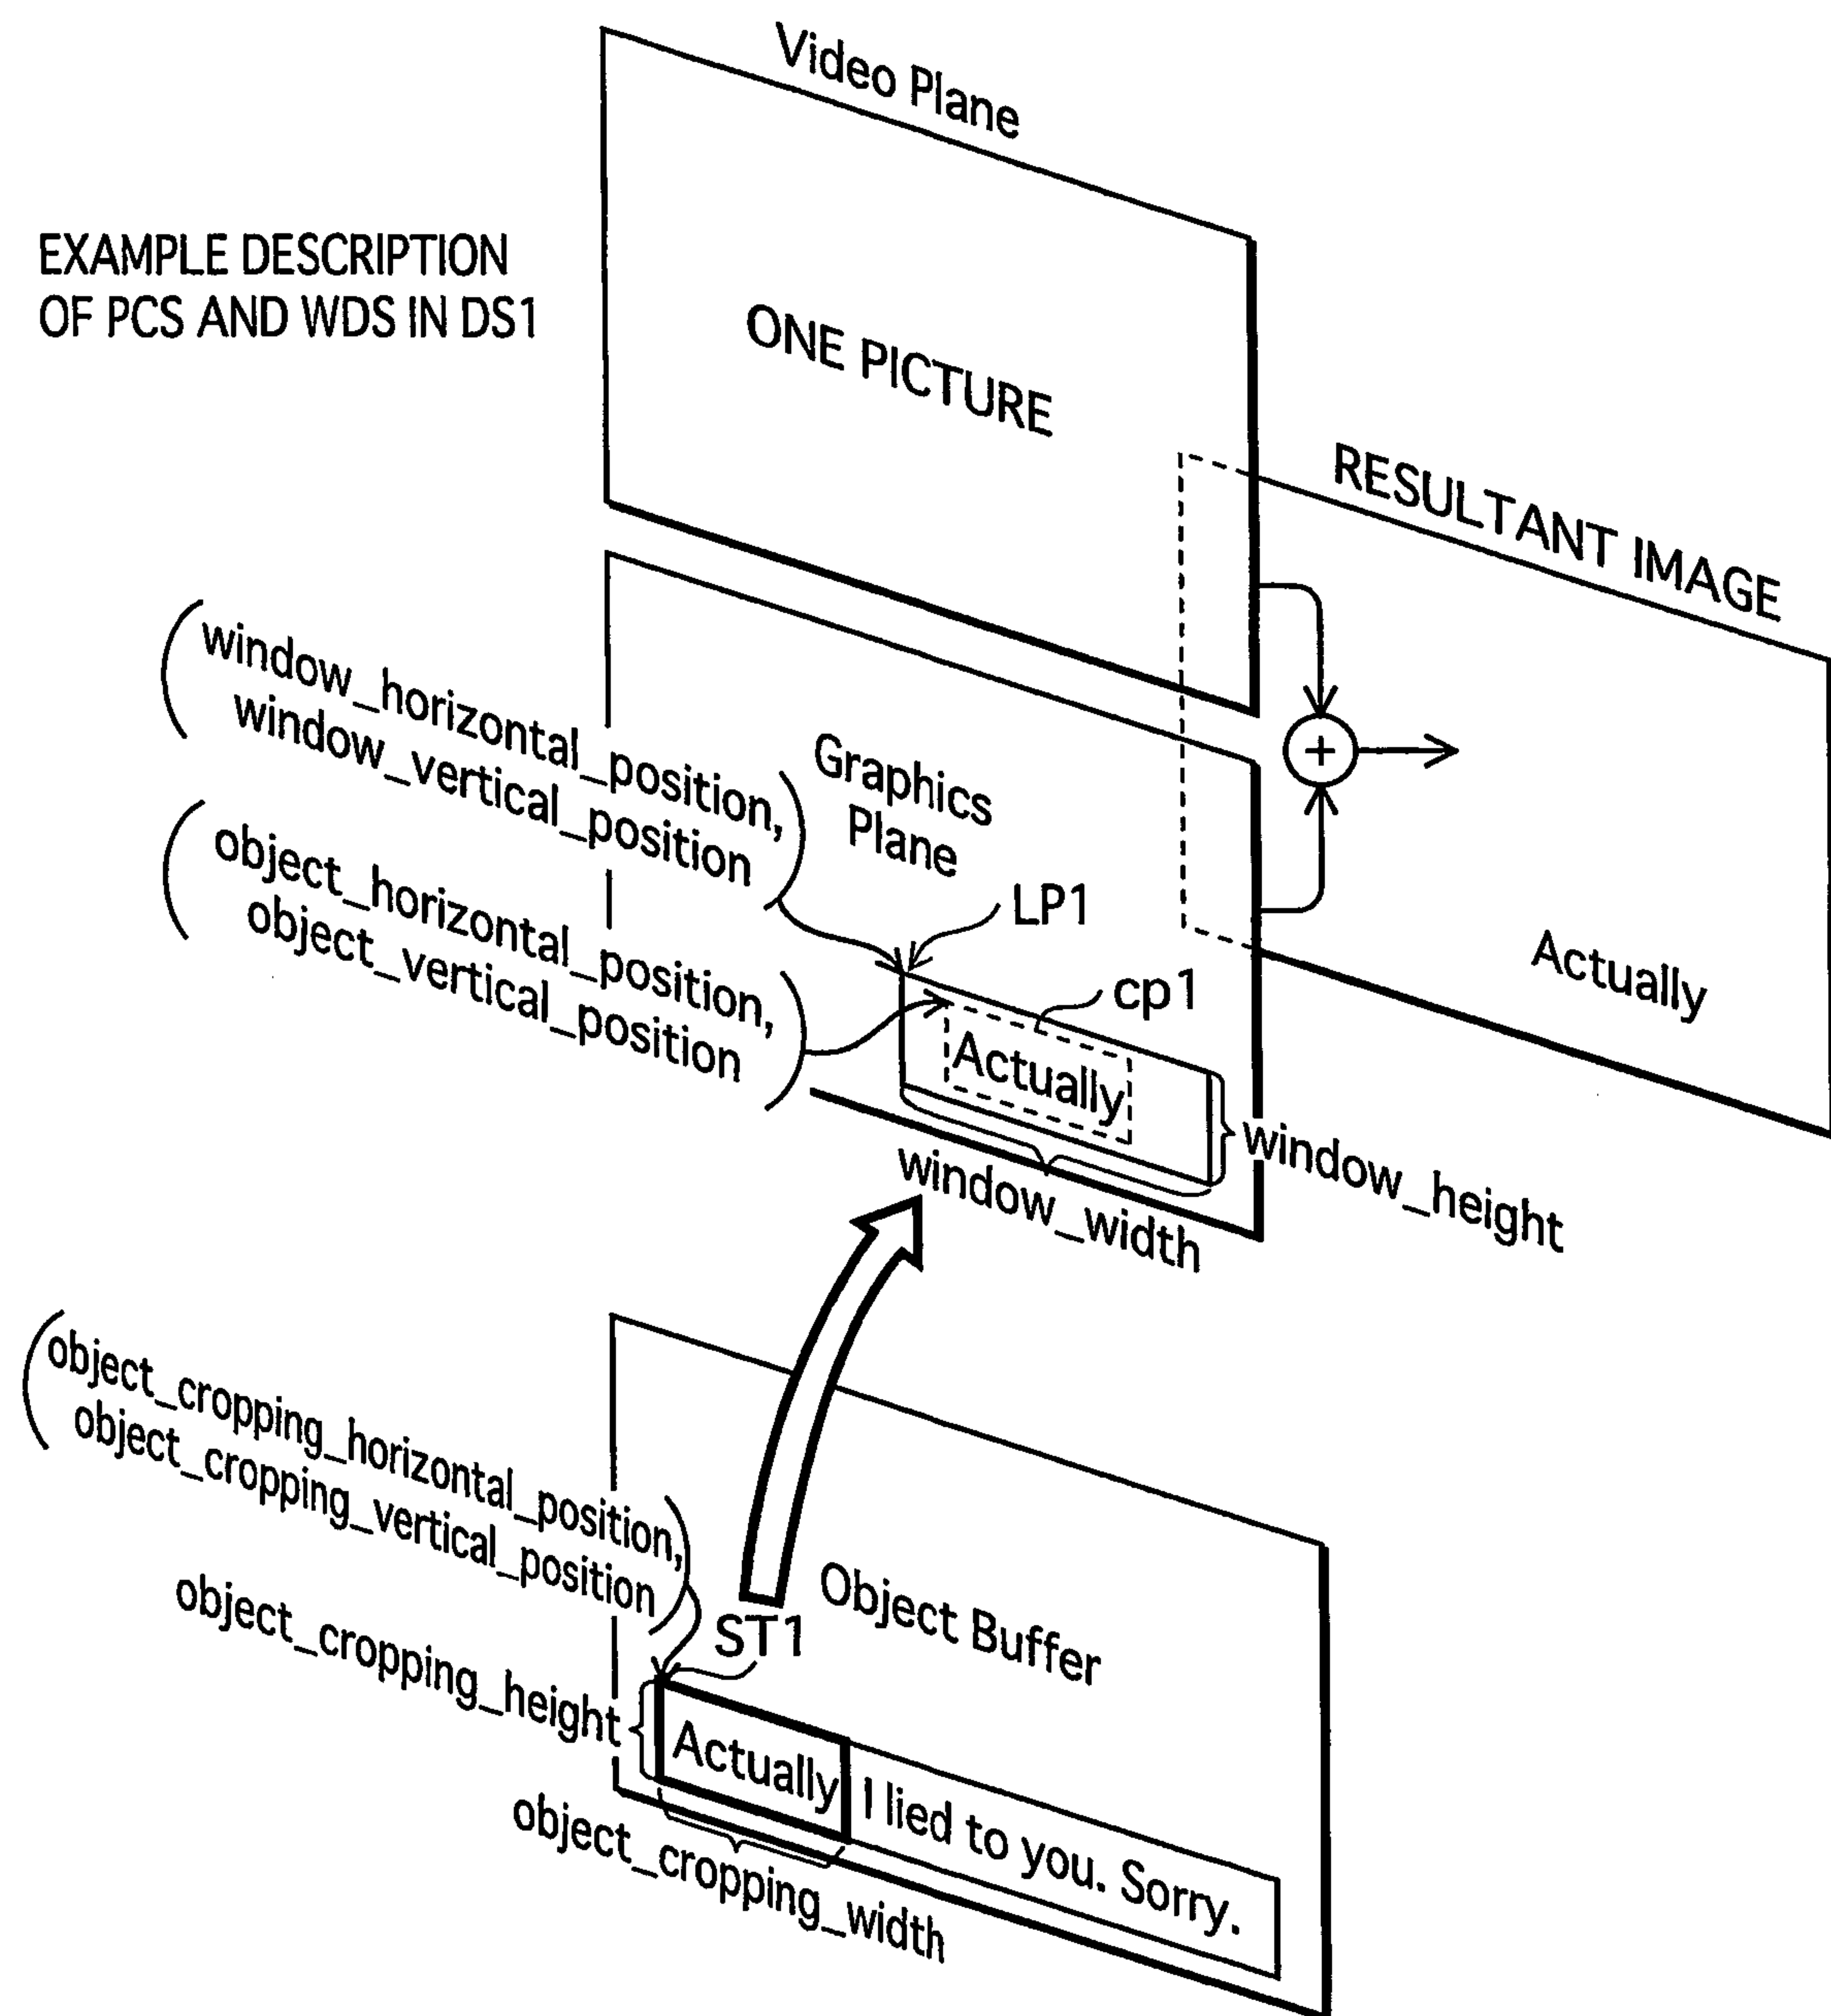 Video Plane
EXAMPLE DESCRIPTION
OF PCS AND WDS IN DS1
ONE PICTURE
RESULTANT IMAGE
(window_horizontal_position,
window_vertical_position)
Graphics
Plane
(object_horizontal_position,
object_vertical_position)
LP1
cp1
Actually
Actually
window_height
window_width
+
(object_cropping_horizontal_position,
object_cropping_vertical_position)
Object Buffer
object_cropping_height
ST1
Actually
I lied to you. Sorry.
object_cropping_width